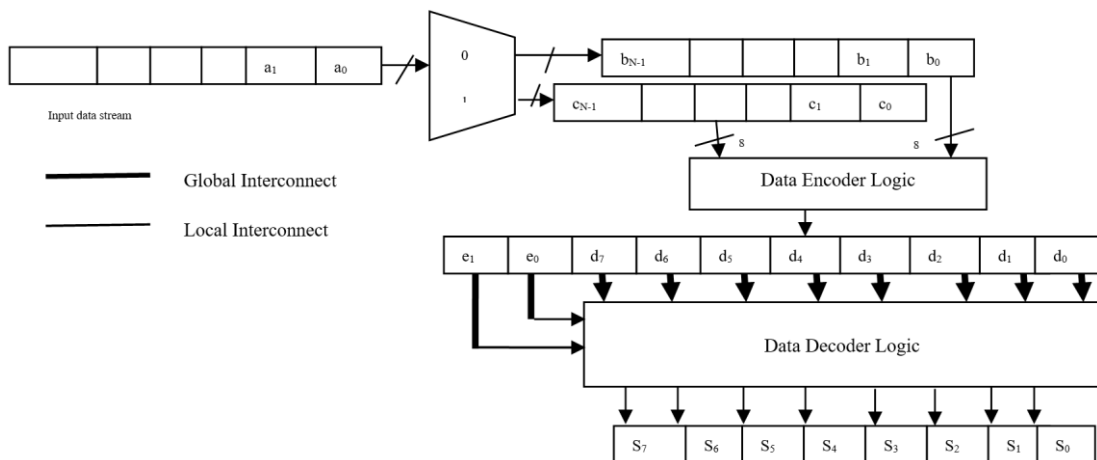 a₁ a₀
0
1
b_N-1 b₁ b₀
c_N-1 c₁ c₀
Input data stream
8 8
Global Interconnect
Data Encoder Logic
Local Interconnect
e₁ e₀ d₇ d₆ d₅ d₄ d₃ d₂ d₁ d₀
Data Decoder Logic
S₇ S₆ S₅ S₄ S₃ S₂ S₁ S₀